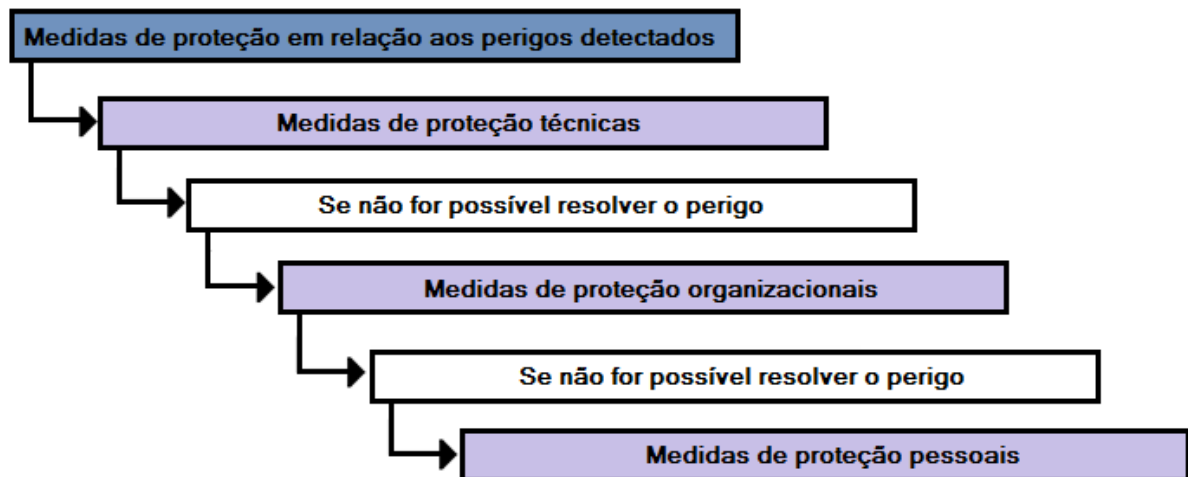 Medidas de proteção em relação aos perigos detectados
Medidas de proteção técnicas
Se não for possível resolver o perigo
Medidas de proteção organizacionais
Se não for possível resolver o perigo
Medidas de proteção pessoais